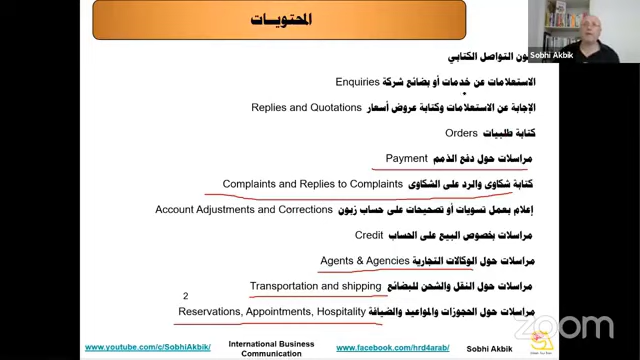 المحتويات
Sobhi Akbik
التواصل الكتابي
الاستعلامات عن خدمات أو بضائع شركة Enquiries
الإجابة عن الاستعلامات وكتابة عروض أسعار Replies and Quotations
كتابة طلبيات Orders
مراسلات حول دفع الذمم Payment
كتابة شكاوى والرد على الشكاوى Complaints and Replies to Complaints
إعلام بعمل تسويات أو تصحيحات على حساب زبون Account Adjustments and Corrections
مراسلات بخصوص البيع على الحساب Credit
مراسلات حول الوكالات التجارية Agents & Agencies
مراسلات حول النقل والشحن للبضائع Transportation and shipping
2
مراسلات حول الحجوزات والمواعيد والضيافة Reservations, Appointments, Hospitality
zoom
www.youtube.com/c/SobhiAkbik/
International Business Communication
www.facebook.com/hrd4arab/
Sobhi Akbik